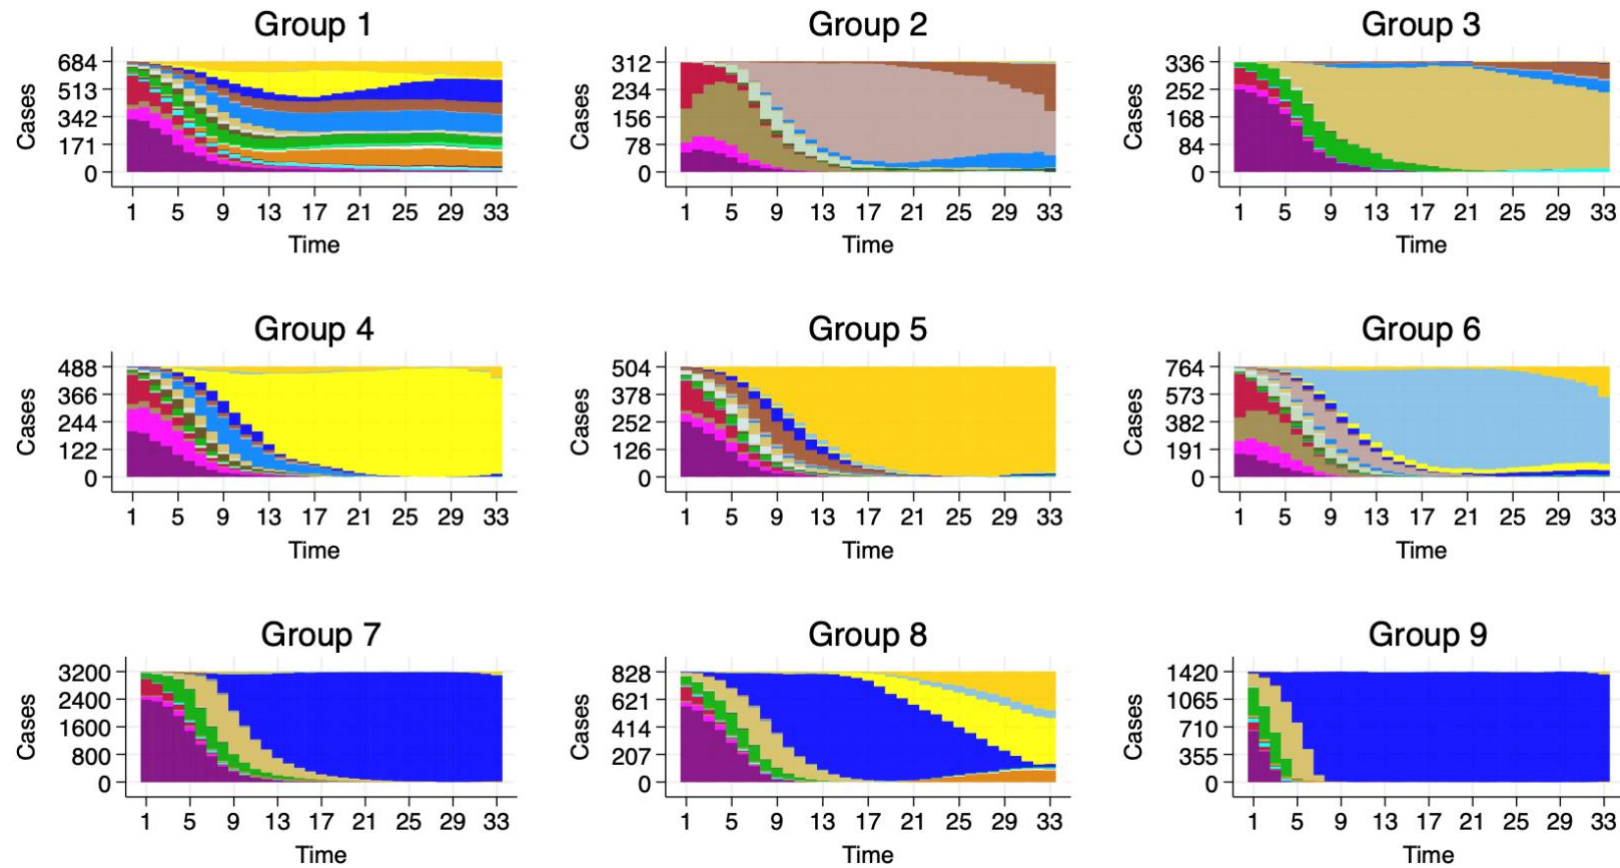 Group 1
Cases
684
513
342
171
0
1 5 9 13 17 21 25 29 33
Time
Group 2
Cases
312
234
156
78
0
1 5 9 13 17 21 25 29 33
Time
Group 3
Cases
336
252
168
84
0
1 5 9 13 17 21 25 29 33
Time
Group 4
Cases
488
366
244
122
0
1 5 9 13 17 21 25 29 33
Time
Group 5
Cases
504
378
252
126
0
1 5 9 13 17 21 25 29 33
Time
Group 6
Cases
764
573
382
191
0
1 5 9 13 17 21 25 29 33
Time
Group 7
Cases
3200
2400
1600
800
0
1 5 9 13 17 21 25 29 33
Time
Group 8
Cases
828
621
414
207
0
1 5 9 13 17 21 25 29 33
Time
Group 9
Cases
1420
1065
710
355
0
1 5 9 13 17 21 25 29 33
Time